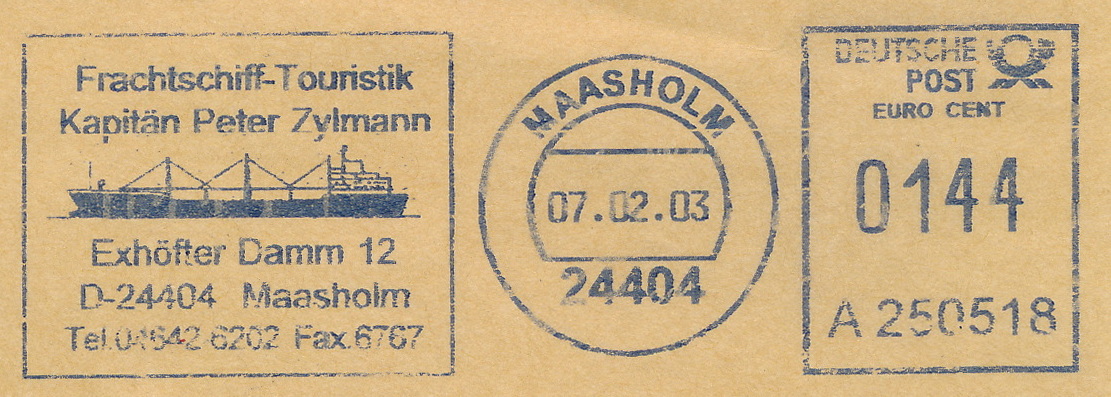 Frachtschiff-Touristik
Kapitän Peter Zylmann
Exhöfter Damm 12
D-24404 Maasholm
Tel.04642 6202 Fax.6767
MAASHOLM
07.02.03
24404
DEUTSCHE
POST
EURO CENT
0144
A 250518